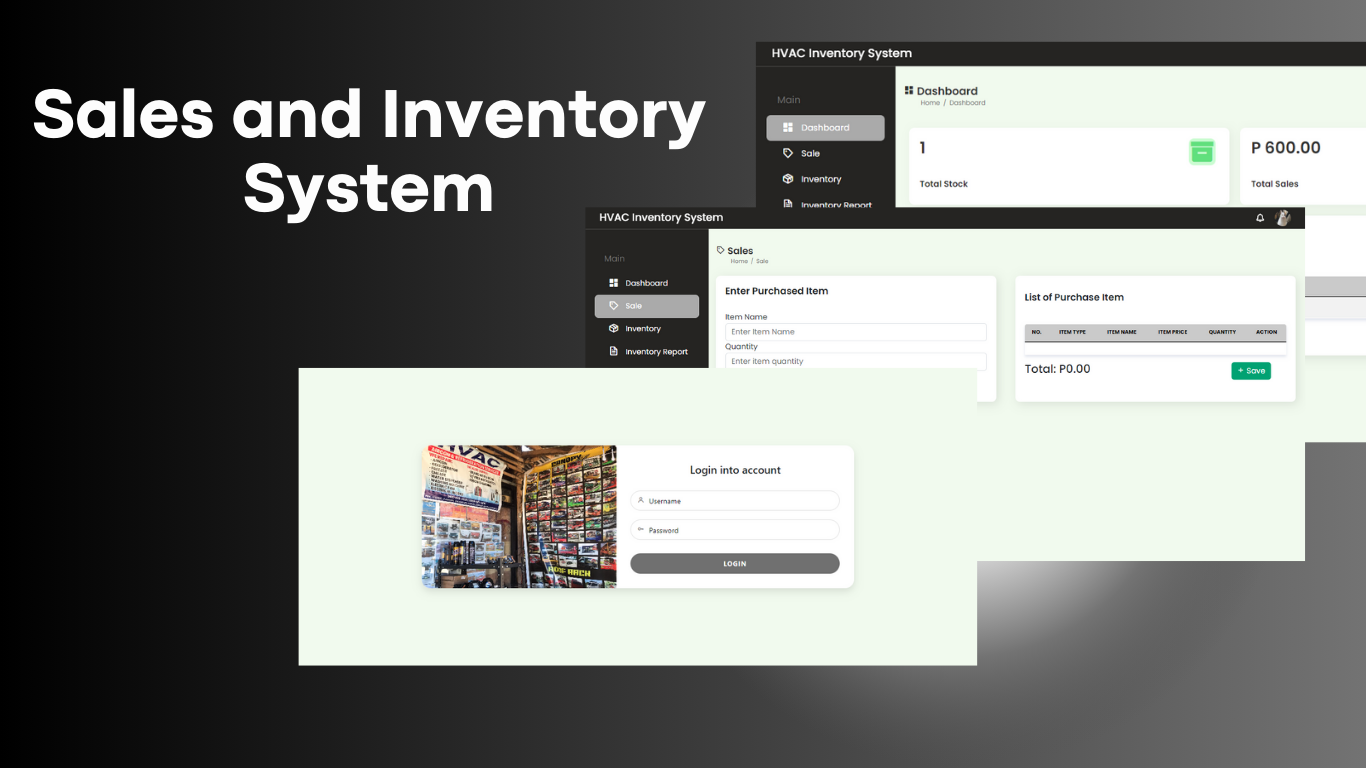 Sales and Inventory
System
HVAC Inventory System
Main
Dashboard
Sale
Inventory
Inventory Report
Dashboard
Home / Dashboard
1
Total Stock
P 600.00
Total Sales
HVAC Inventory System
Main
Dashboard
Sale
Inventory
Inventory Report
Sales
Home / Sale
Enter Purchased Item
Item Name
Enter Item Name
Quantity
Enter item quantity
List of Purchase Item
NO. ITEM TYPE ITEM NAME ITEM PRICE QUANTITY ACTION
Total: P0.00
+ Save
HVAC
CANOPY
Login into account
Username
Password
LOGIN